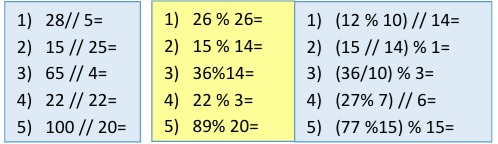 1) 28// 5=
2) 15 // 25=
3) 65 // 4=
4) 22 // 22=
5) 100 // 20=
1) 26 % 26=
2) 15 % 14=
3) 36%14=
4) 22 % 3=
5) 89% 20=
1) (12 % 10) // 14=
2) (15 // 14) % 1=
3) (36/10) % 3=
4) (27% 7) // 6=
5) (77 %15) % 15=